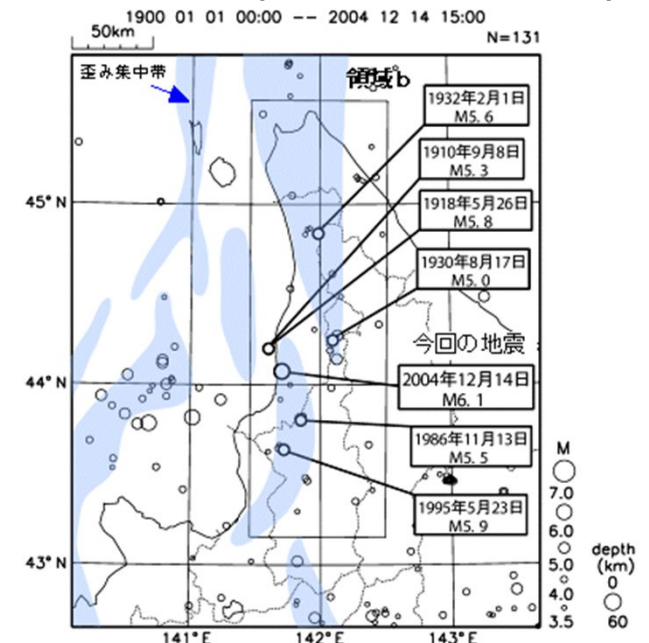 1900 01 01 00:00 -- 2004 12 14 15:00
50km
N=131
歪み集中帯
領域b
1932年2月1日
M5.6
1910年9月8日
M5.3
1918年5月26日
M5.8
1930年8月17日
M5.0
今回の地震
2004年12月14日
M6.1
1986年11月13日
M5.5
1995年5月23日
M5.9
45°N
44°N
43°N
141°E
142°E
143°E
M
7.0
6.0
5.0
4.0
3.5
depth
(km)
0
60